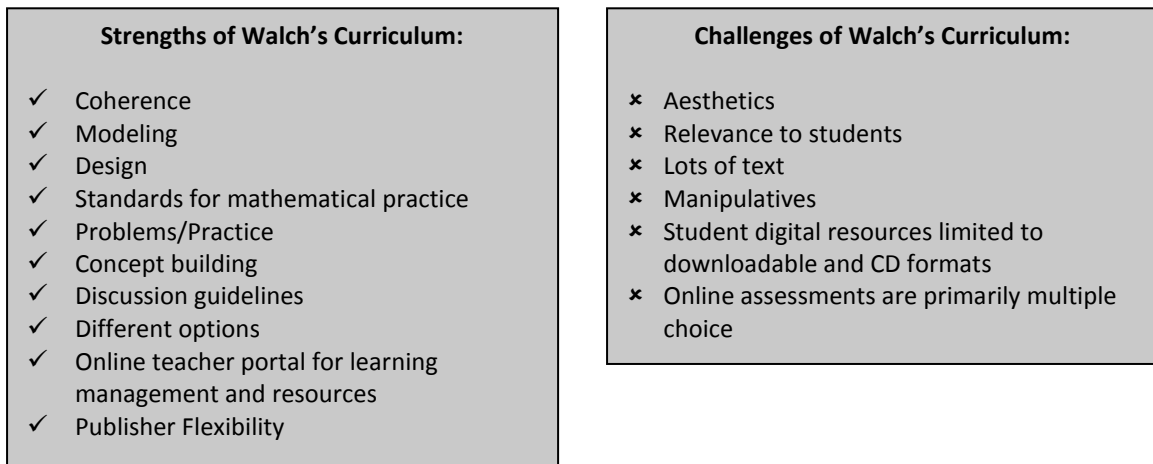 Strengths of Walch’s Curriculum:
✓ Coherence
✓ Modeling
✓ Design
✓ Standards for mathematical practice
✓ Problems/Practice
✓ Concept building
✓ Discussion guidelines
✓ Different options
✓ Online teacher portal for learning
management and resources
✓ Publisher Flexibility
Challenges of Walch’s Curriculum:
✘ Aesthetics
✘ Relevance to students
✘ Lots of text
✘ Manipulatives
✘ Student digital resources limited to
downloadable and CD formats
✘ Online assessments are primarily multiple
choice